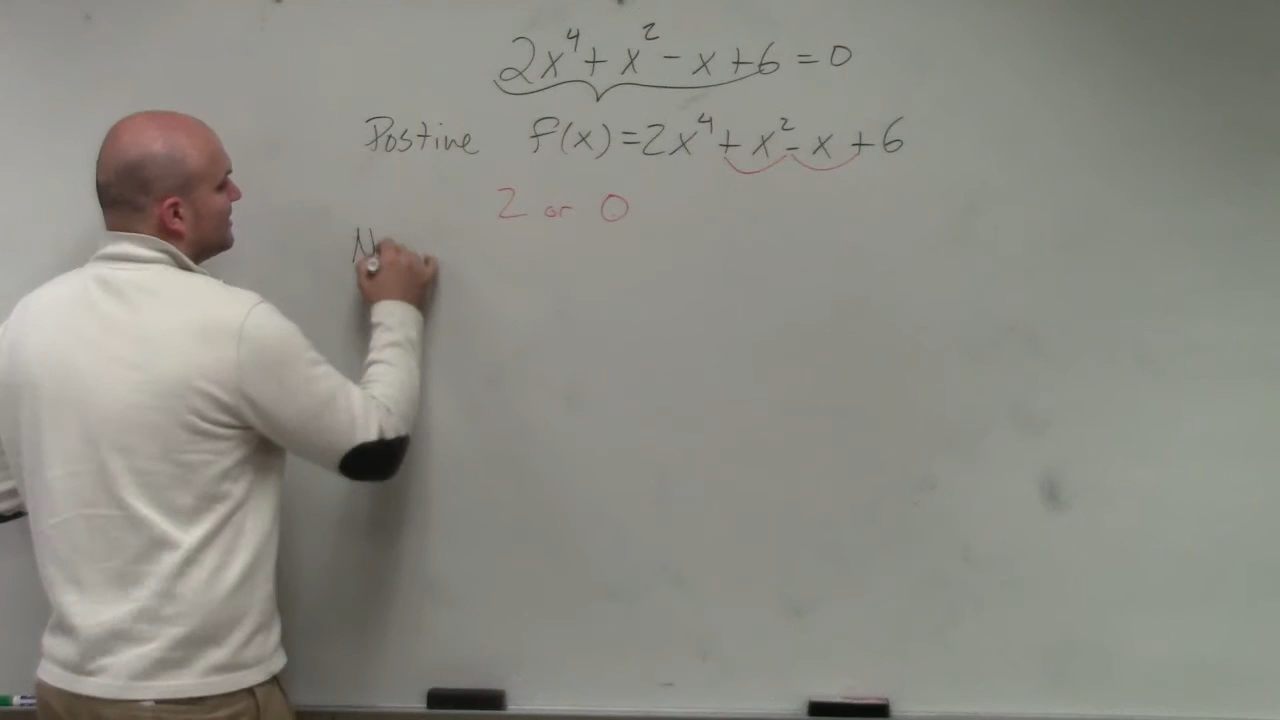 2x⁴ + x² - x + 6 = 0
Postive f(x) = 2x⁴ + x² - x + 6
2 or 0
N